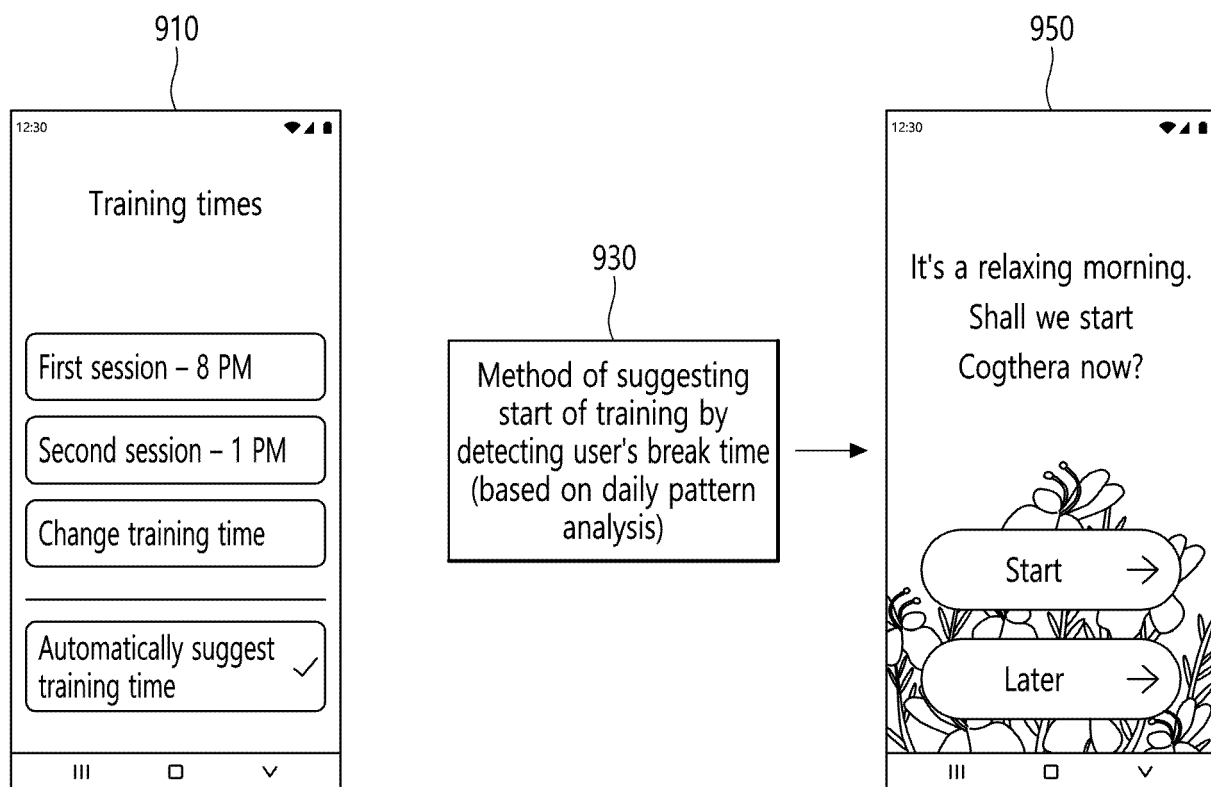 910
12:30
Training times
First session – 8 PM
Second session – 1 PM
Change training time
Automatically suggest
training time
930
Method of suggesting
start of training by
detecting user's break time
(based on daily pattern
analysis)
950
12:30
It's a relaxing morning.
Shall we start
Cogthera now?
Start
Later